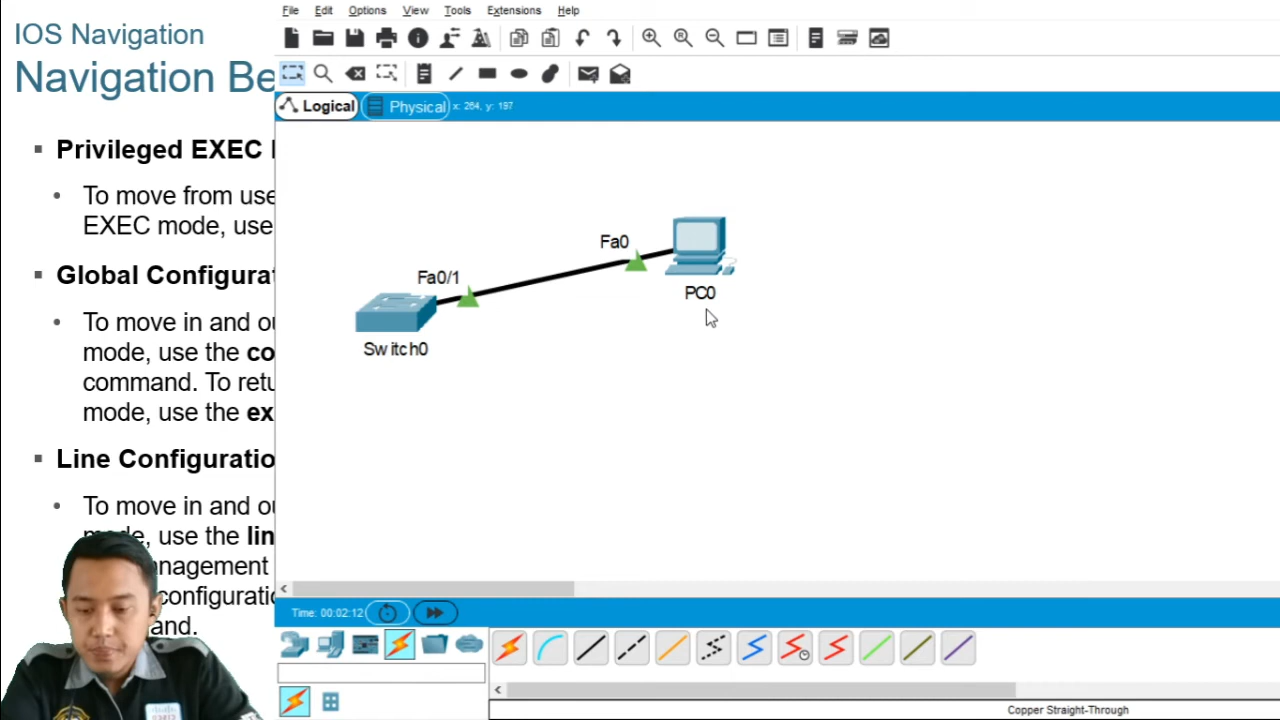 IOS Navigation
Navigation Be
Privileged EXEC
To move from use
EXEC mode, use
Global Configurat
To move in and ou
mode, use the co
command. To retu
mode, use the ex
Line Configuratio
To move in and ou
mode, use the lin
nagement
configuratio
and.
File Edit Options View Tools Extensions Help
Logical Physical x: 284, y: 197
Fa0
PC0
Fa0/1
Switch0
Time: 00:02:12
Copper Straight-Through